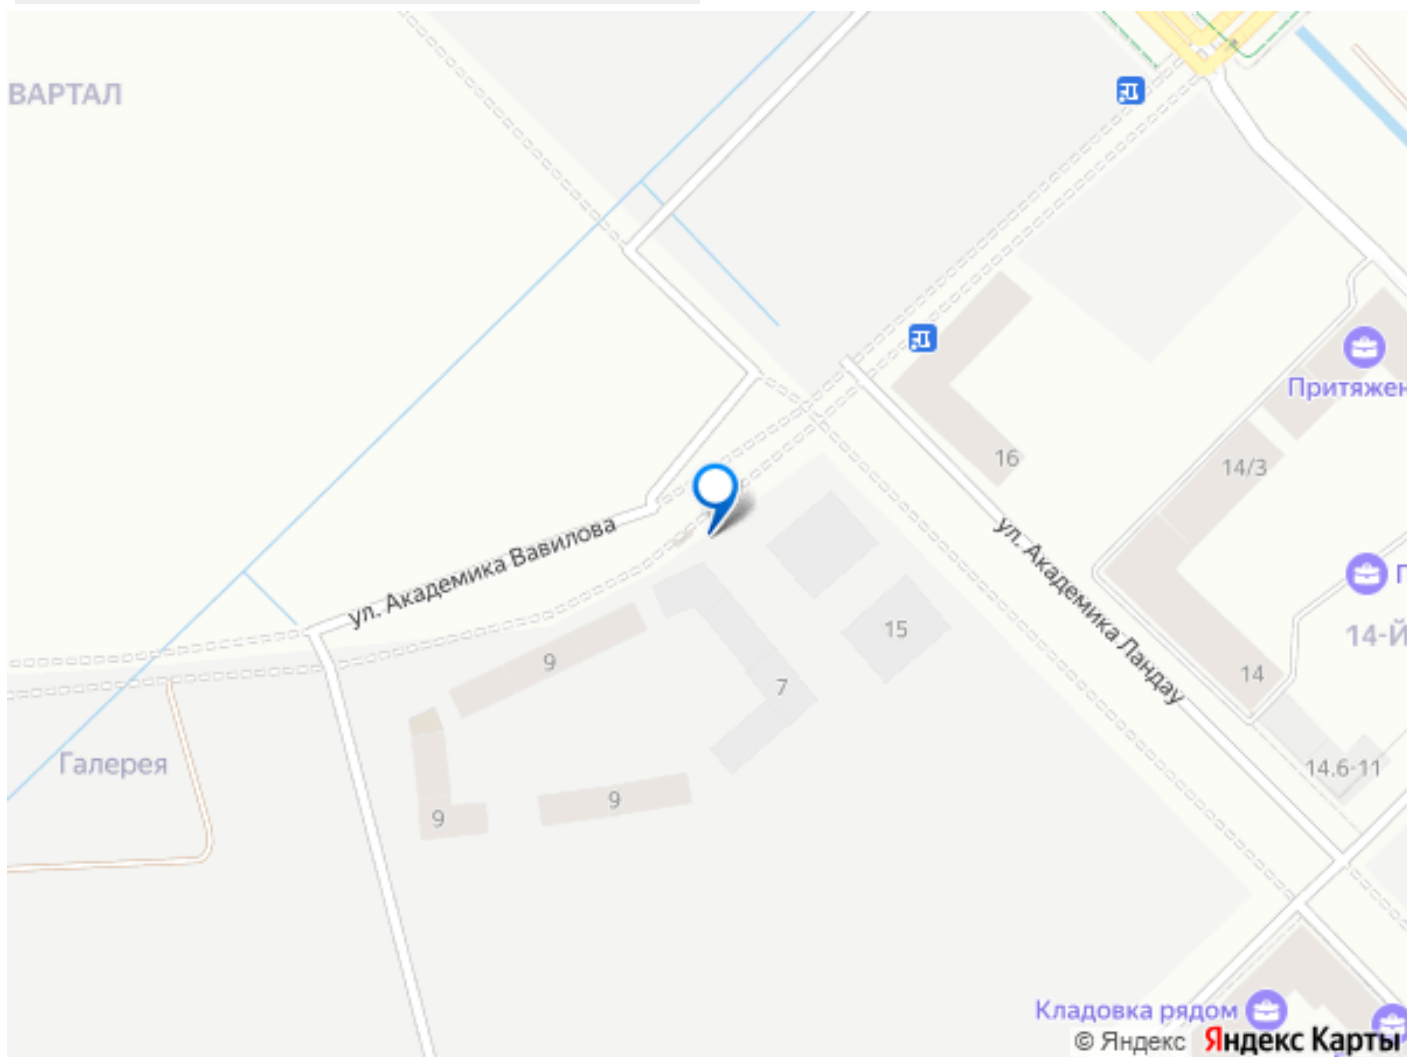 ВАРТАЛ
Притяжен
16
14/3
ул. Академика Вавилова
ул. Академика Ландау
П
15
14-Й
9
7
14
Галерея
14.6-11
9
9
Кладовка рядом
© Яндекс Яндекс Карты